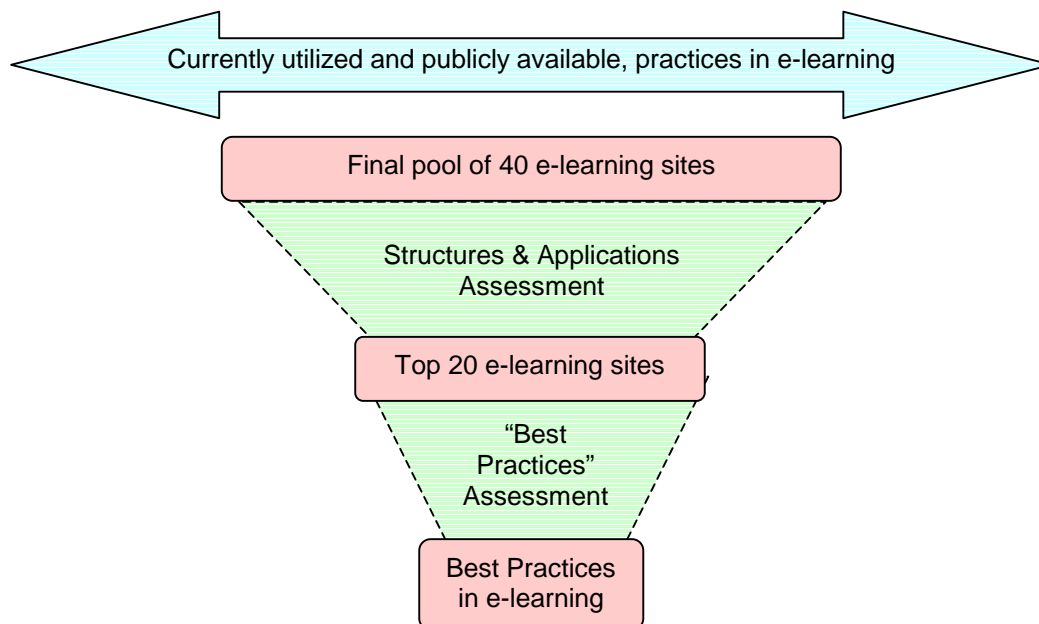 Currently utilized and publicly available, practices in e-learning
Final pool of 40 e-learning sites
Structures & Applications
Assessment
Top 20 e-learning sites
“Best
Practices”
Assessment
Best Practices
in e-learning